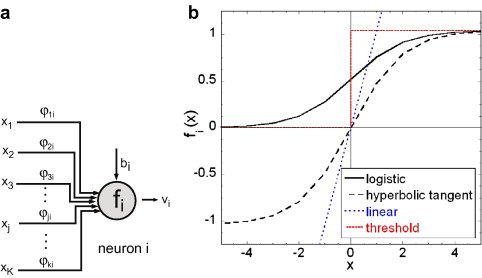 a
φ1i
x1
φ2i
x2
φ3i
x3
φji
xj
φki
xK
bi
fi
vi
neuron i
b
fi(x)
1
0.5
0
-0.5
-1
logistic
hyperbolic tangent
linear
threshold
-4
-2
0
2
4
x